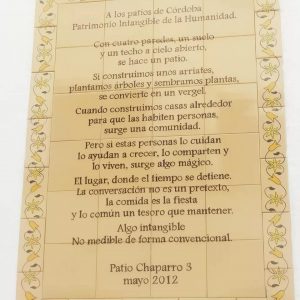 A los patios de Córdoba
Patrimonio Intangible de la Humanidad.
Con cuatro paredes, un suelo
y un techo a cielo abierto,
se hace un patio.
Si construimos unos arriates,
plantamos árboles y sembramos plantas,
se convierte en un vergel.
Cuando construimos casas alrededor
para que las habiten personas,
surge una comunidad.
Pero si estas personas lo cuidan
lo ayudan a crecer, lo comparten y
lo viven, surge algo mágico.
El lugar, donde el tiempo se detiene.
La conversación no es un pretexto,
la comida es la fiesta
y lo común un tesoro que mantener.
Algo intangible
No medible de forma convencional.
Patio Chaparro 3
mayo 2012